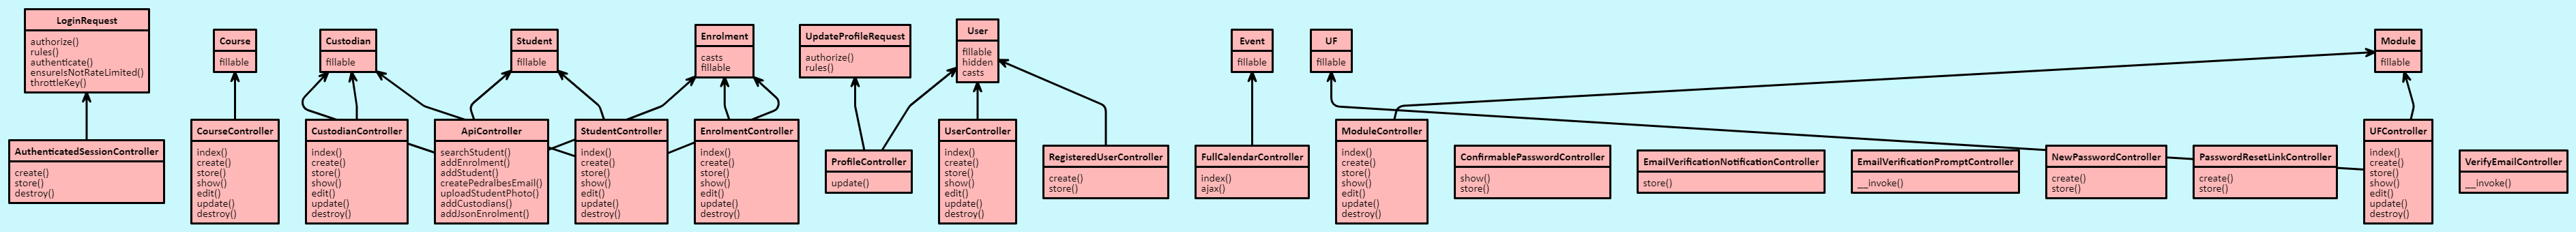 LoginRequest
authorize()
rules()
authenticate()
ensureIsNotRateLimited()
throttleKey()
Course
fillable
Custodian
fillable
Student
fillable
Enrolment
casts
fillable
UpdateProfileRequest
authorize()
rules()
User
fillable
hidden
casts
Event
fillable
UF
fillable
Module
fillable
AuthenticatedSessionController
create()
store()
destroy()
CourseController
index()
create()
store()
show()
edit()
update()
destroy()
CustodianController
index()
create()
store()
show()
edit()
update()
destroy()
ApiController
searchStudent()
addEnrolment()
addStudent()
createPedralbesEmail()
uploadStudentPhoto()
addCustodians()
addJsonEnrolment()
StudentController
index()
create()
store()
show()
edit()
update()
destroy()
EnrolmentController
index()
create()
store()
show()
edit()
update()
destroy()
ProfileController
update()
UserController
index()
create()
store()
show()
edit()
update()
destroy()
RegisteredUserController
create()
store()
FullCalendarController
index()
ajax()
ModuleController
index()
create()
store()
show()
edit()
update()
destroy()
ConfirmablePasswordController
show()
store()
EmailVerificationNotificationController
store()
EmailVerificationPromptController
__invoke()
NewPasswordController
create()
store()
PasswordResetLinkController
create()
store()
UFController
index()
create()
store()
show()
edit()
update()
destroy()
VerifyEmailController
__invoke()